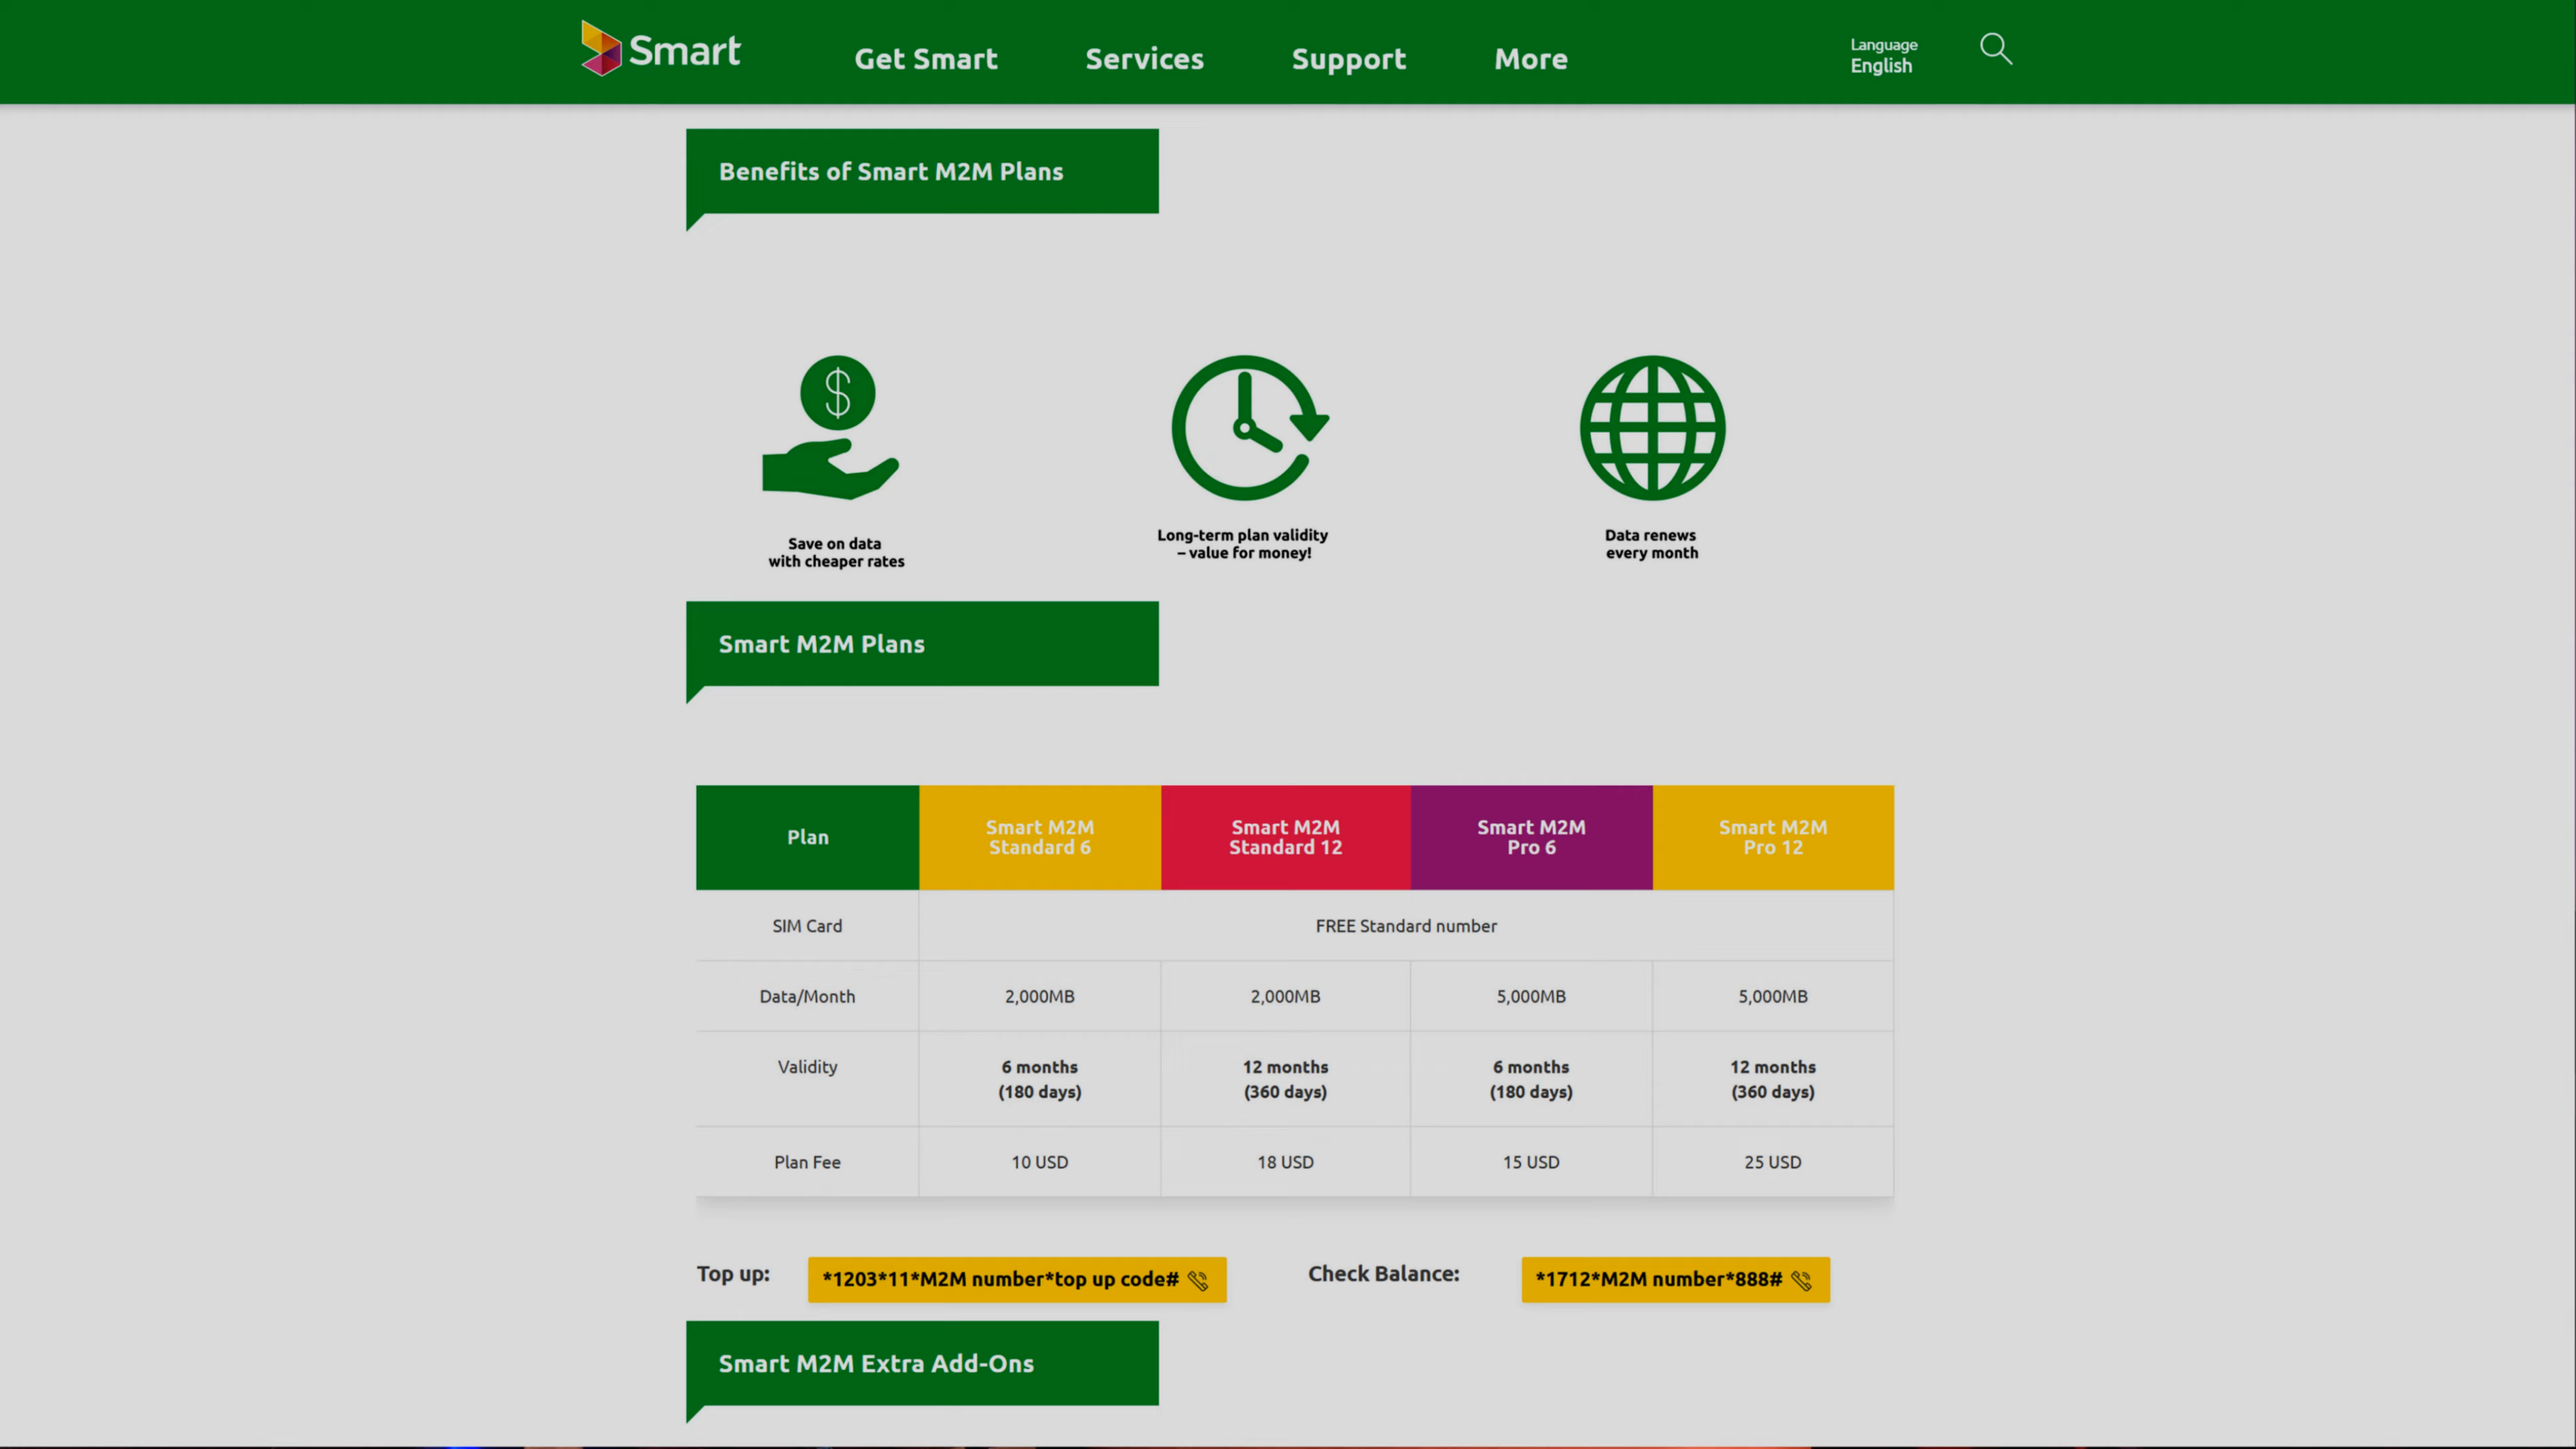 Smart
Get Smart
Services
Support
More
Language
English
Benefits of Smart M2M Plans
$
Save on data
with cheaper rates
Long-term plan validity
– value for money!
Data renews
every month
Smart M2M Plans
Plan
Smart M2M
Standard 6
Smart M2M
Standard 12
Smart M2M
Pro 6
Smart M2M
Pro 12
SIM Card
FREE Standard number
Data/Month
2,000MB
2,000MB
5,000MB
5,000MB
Validity
6 months
(180 days)
12 months
(360 days)
6 months
(180 days)
12 months
(360 days)
Plan Fee
10 USD
18 USD
15 USD
25 USD
Top up:
*1203*11*M2M number*top up code#
Check Balance:
*1712*M2M number*888#
Smart M2M Extra Add-Ons